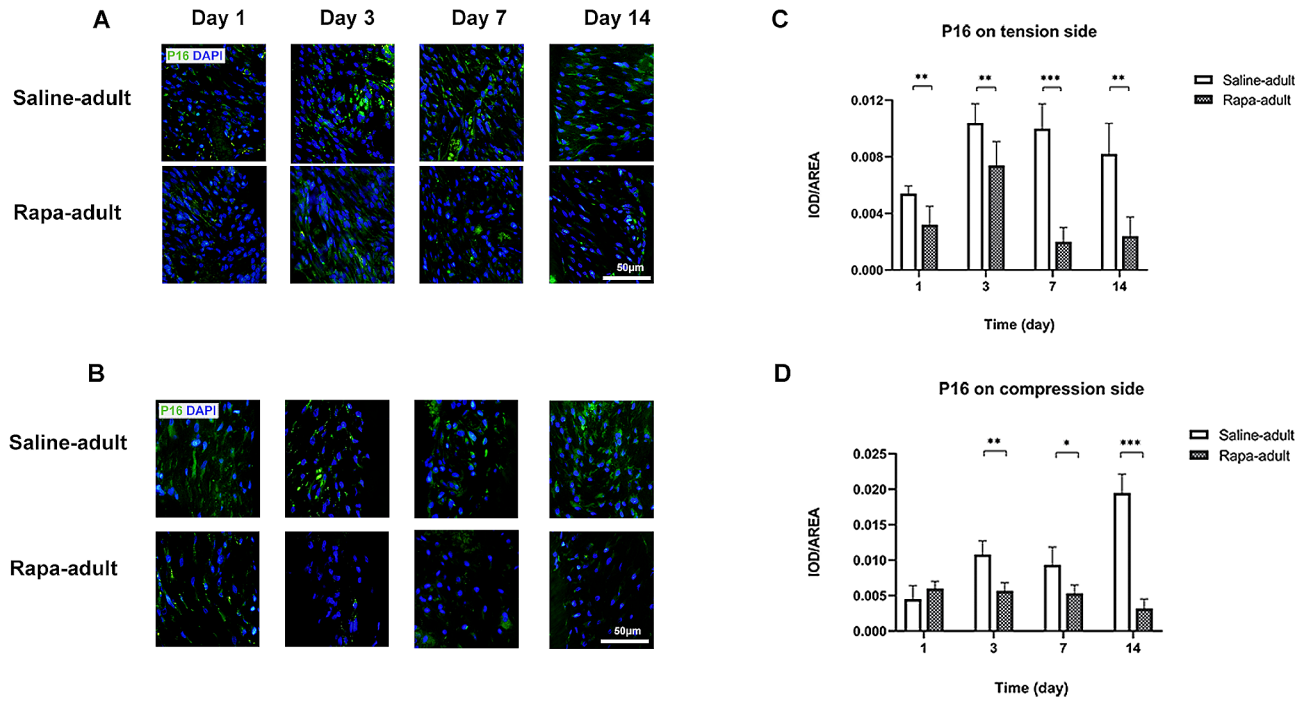 A
Day 1
Day 3
Day 7
Day 14
P16 DAPI
Saline-adult
Rapa-adult
50μm
B
P16 DAPI
Saline-adult
Rapa-adult
50μm
C
P16 on tension side
Saline-adult
Rapa-adult
** ** *** **
0.012
0.008
0.004
0.000
IOD/AREA
1 3 7 14
Time (day)
D
P16 on compression side
Saline-adult
Rapa-adult
** * ***
0.025
0.020
0.015
0.010
0.005
0.000
IOD/AREA
1 3 7 14
Time (day)